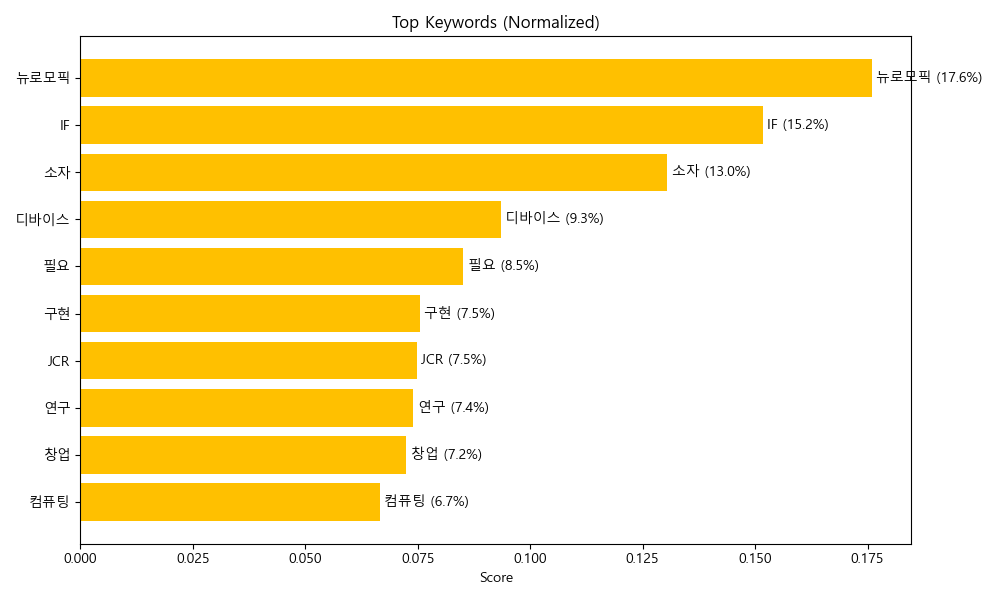 Top Keywords (Normalized)
뉴로모픽 뉴로모픽 (17.6%)
IF IF (15.2%)
소자 소자 (13.0%)
디바이스 디바이스 (9.3%)
필요 필요 (8.5%)
구현 구현 (7.5%)
JCR JCR (7.5%)
연구 연구 (7.4%)
창업 창업 (7.2%)
컴퓨팅 컴퓨팅 (6.7%)
0.000 0.025 0.050 0.075 0.100 0.125 0.150 0.175
Score